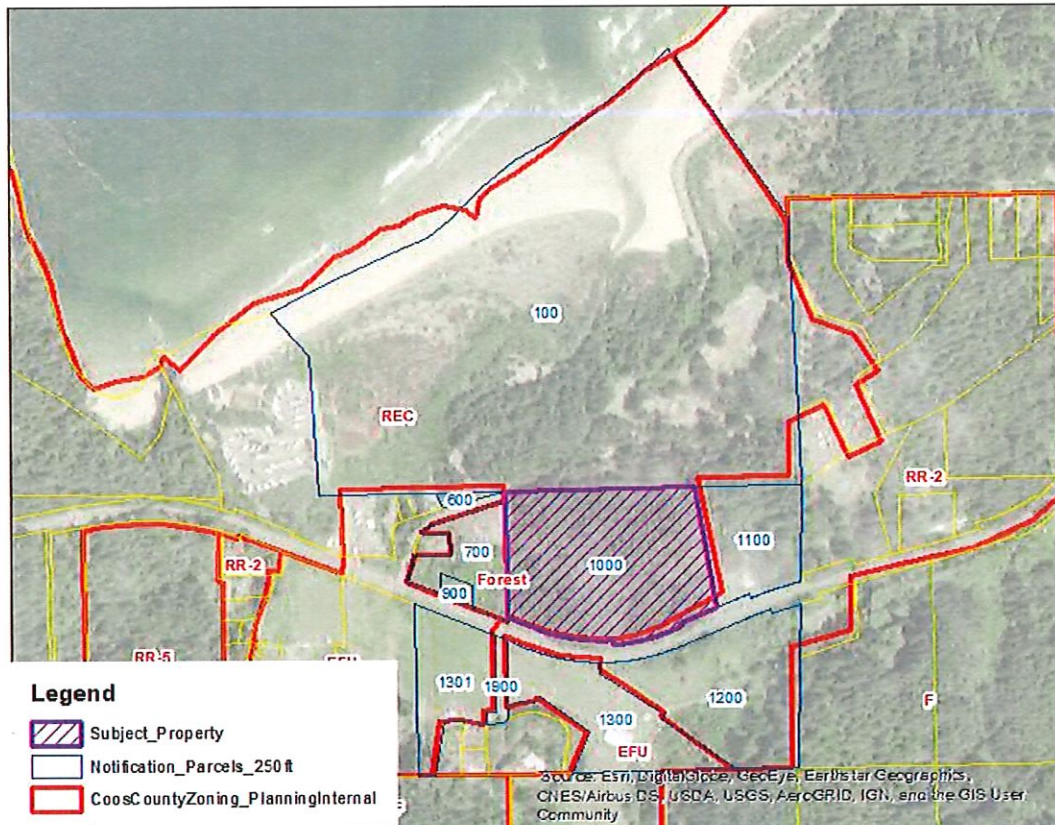 100
REC
RR-2
600
700
1000
1100
Forest
900
RR-2
RR-5
1301
1900
1300
1200
EFU
F
Legend
Subject_Property
Notification_Parcels_250ft
CoosCountyZoning_PlanningInternal
Source: Esri, DigitalGlobe, GeoEye, Earthstar Geographics,
CNES/Airbus DS, USDA, USGS, AeroGRID, IGN, and the GIS User
Community